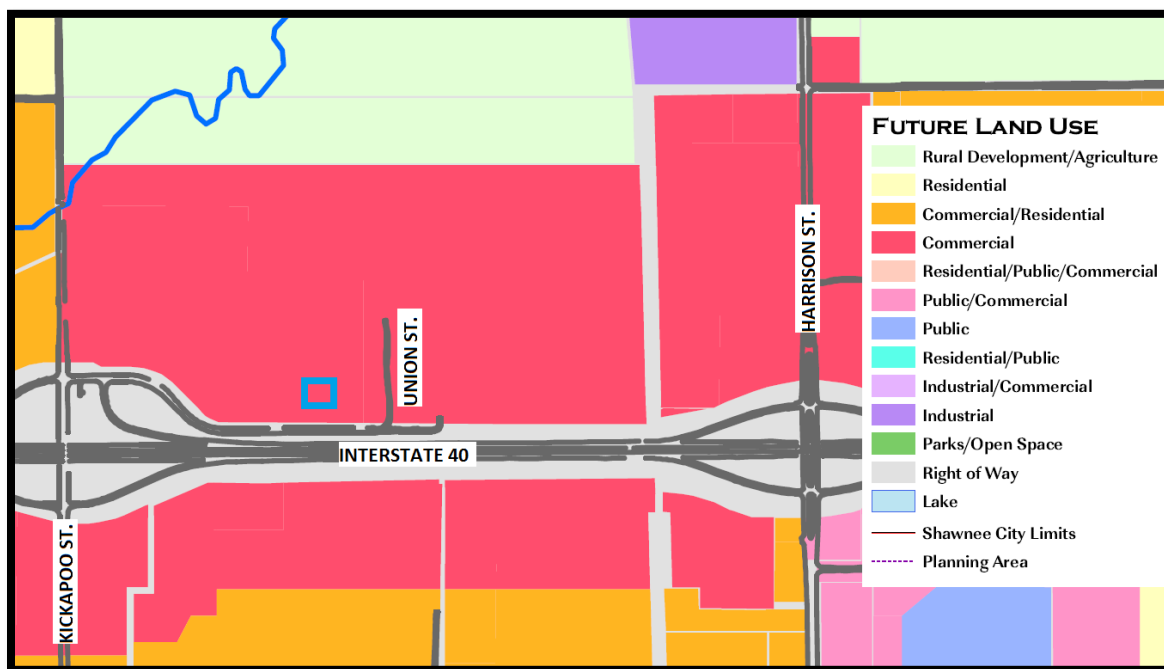 FUTURE LAND USE
Rural Development/Agriculture
Residential
Commercial/Residential
Commercial
Residential/Public/Commercial
Public/Commercial
Public
Residential/Public
Industrial/Commercial
Industrial
Parks/Open Space
Right of Way
Lake
Shawnee City Limits
Planning Area
HARRISON ST.
UNION ST.
INTERSTATE 40
KICKAPOO ST.